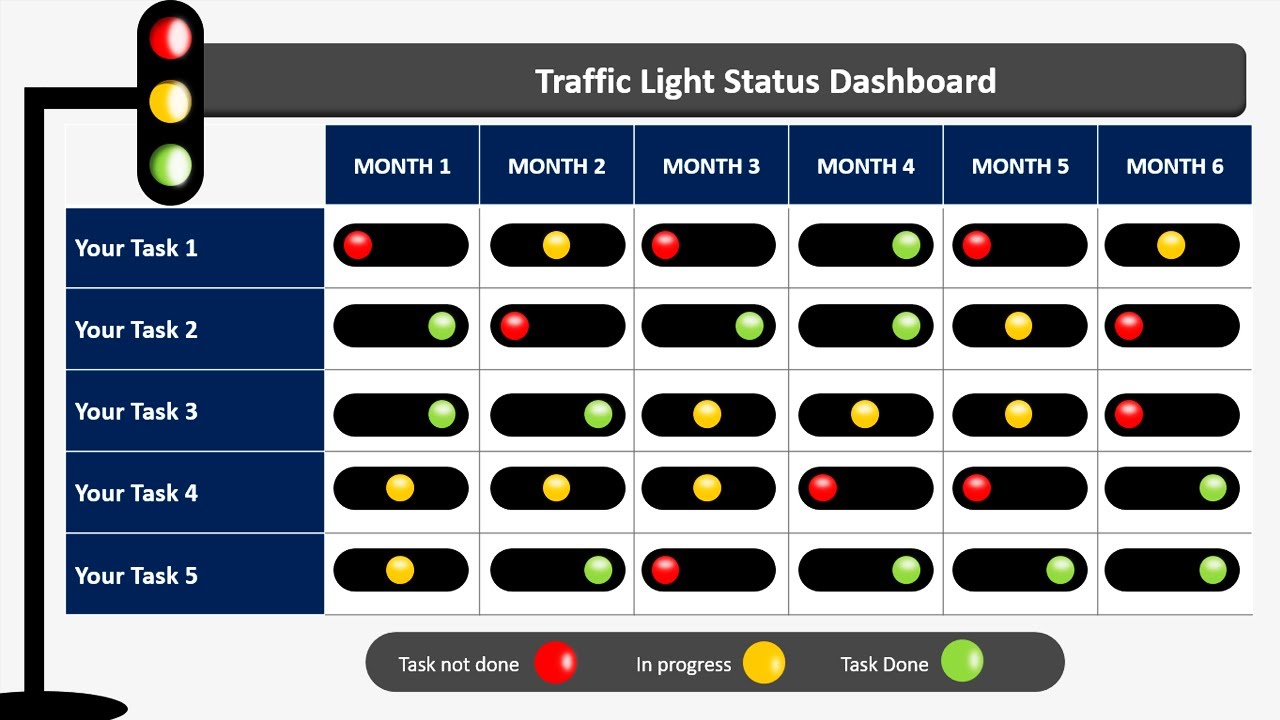 Traffic Light Status Dashboard
MONTH 1 MONTH 2 MONTH 3 MONTH 4 MONTH 5 MONTH 6
Your Task 1
Your Task 2
Your Task 3
Your Task 4
Your Task 5
Task not done In progress Task Done